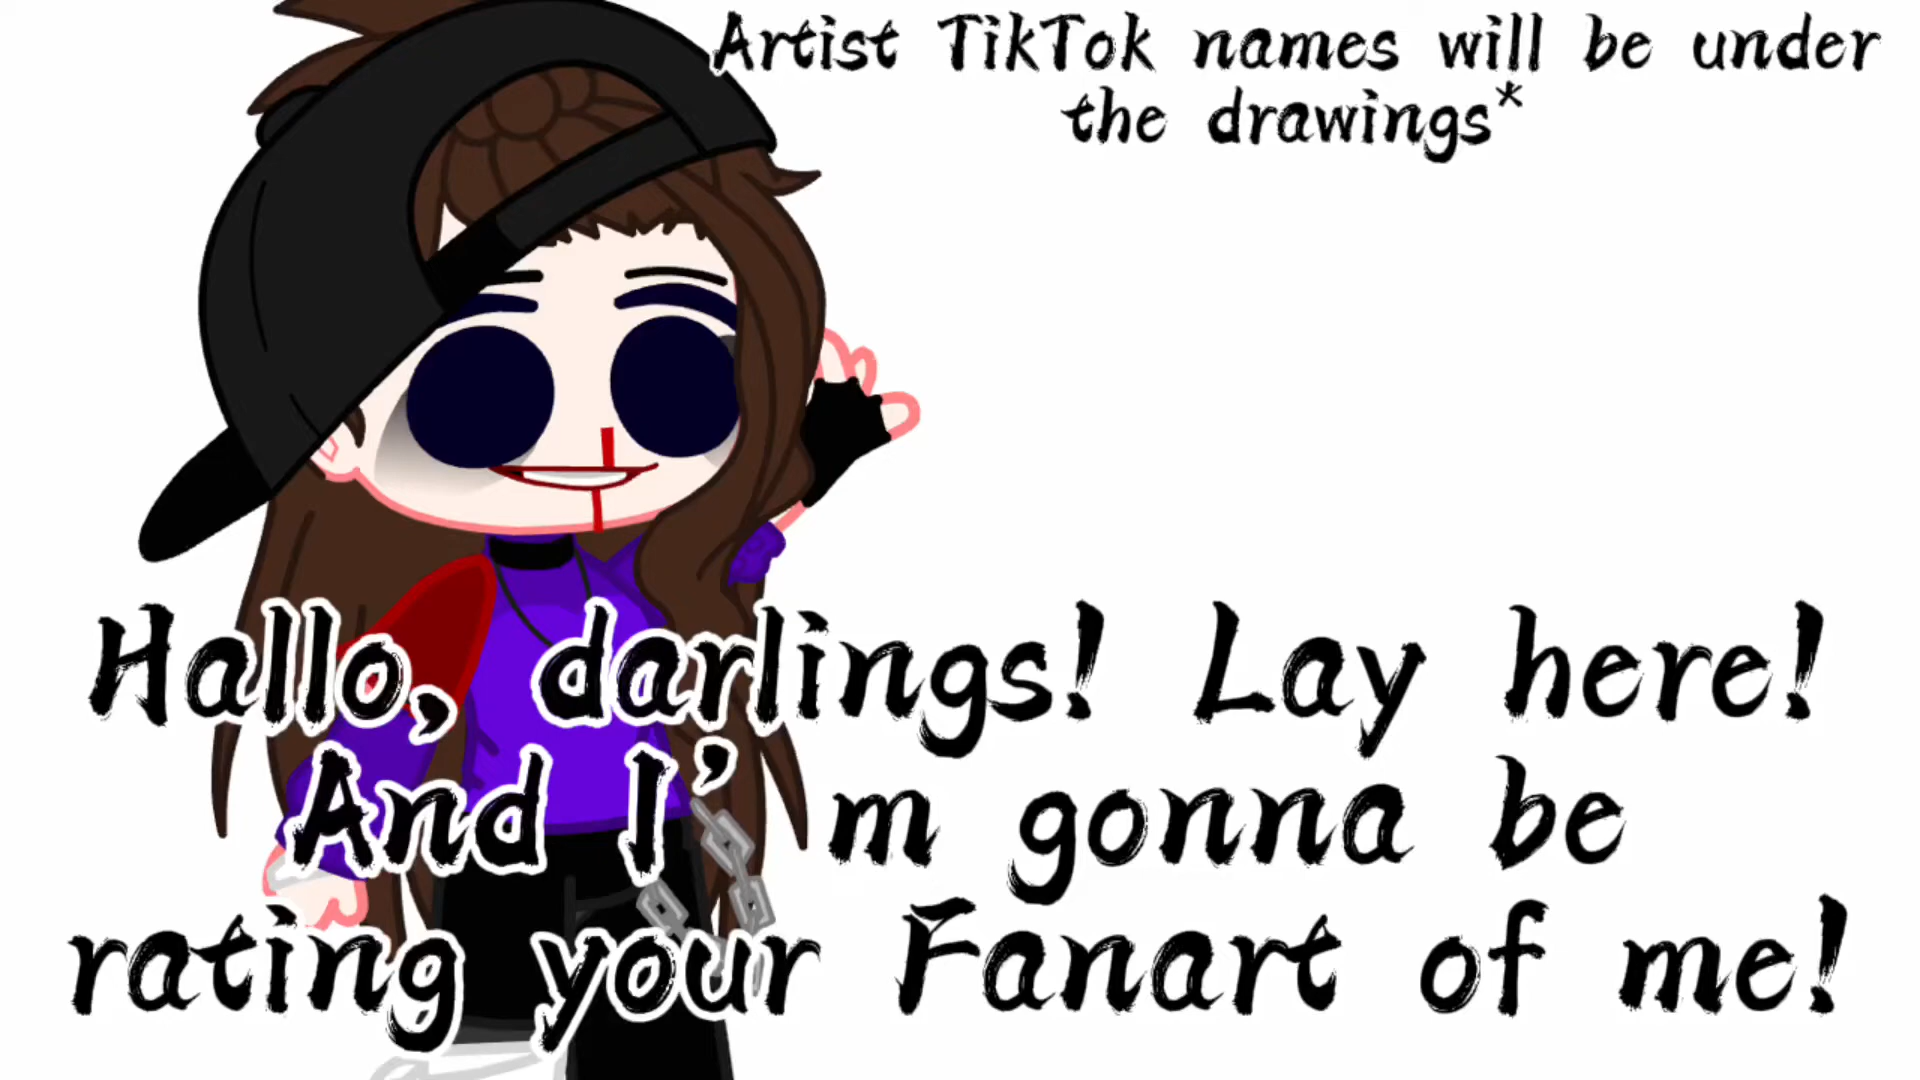 Artist TikTok names will be under
the drawings*
Hallo, darlings! Lay here!
And I'm gonna be
rating your Fanart of me!